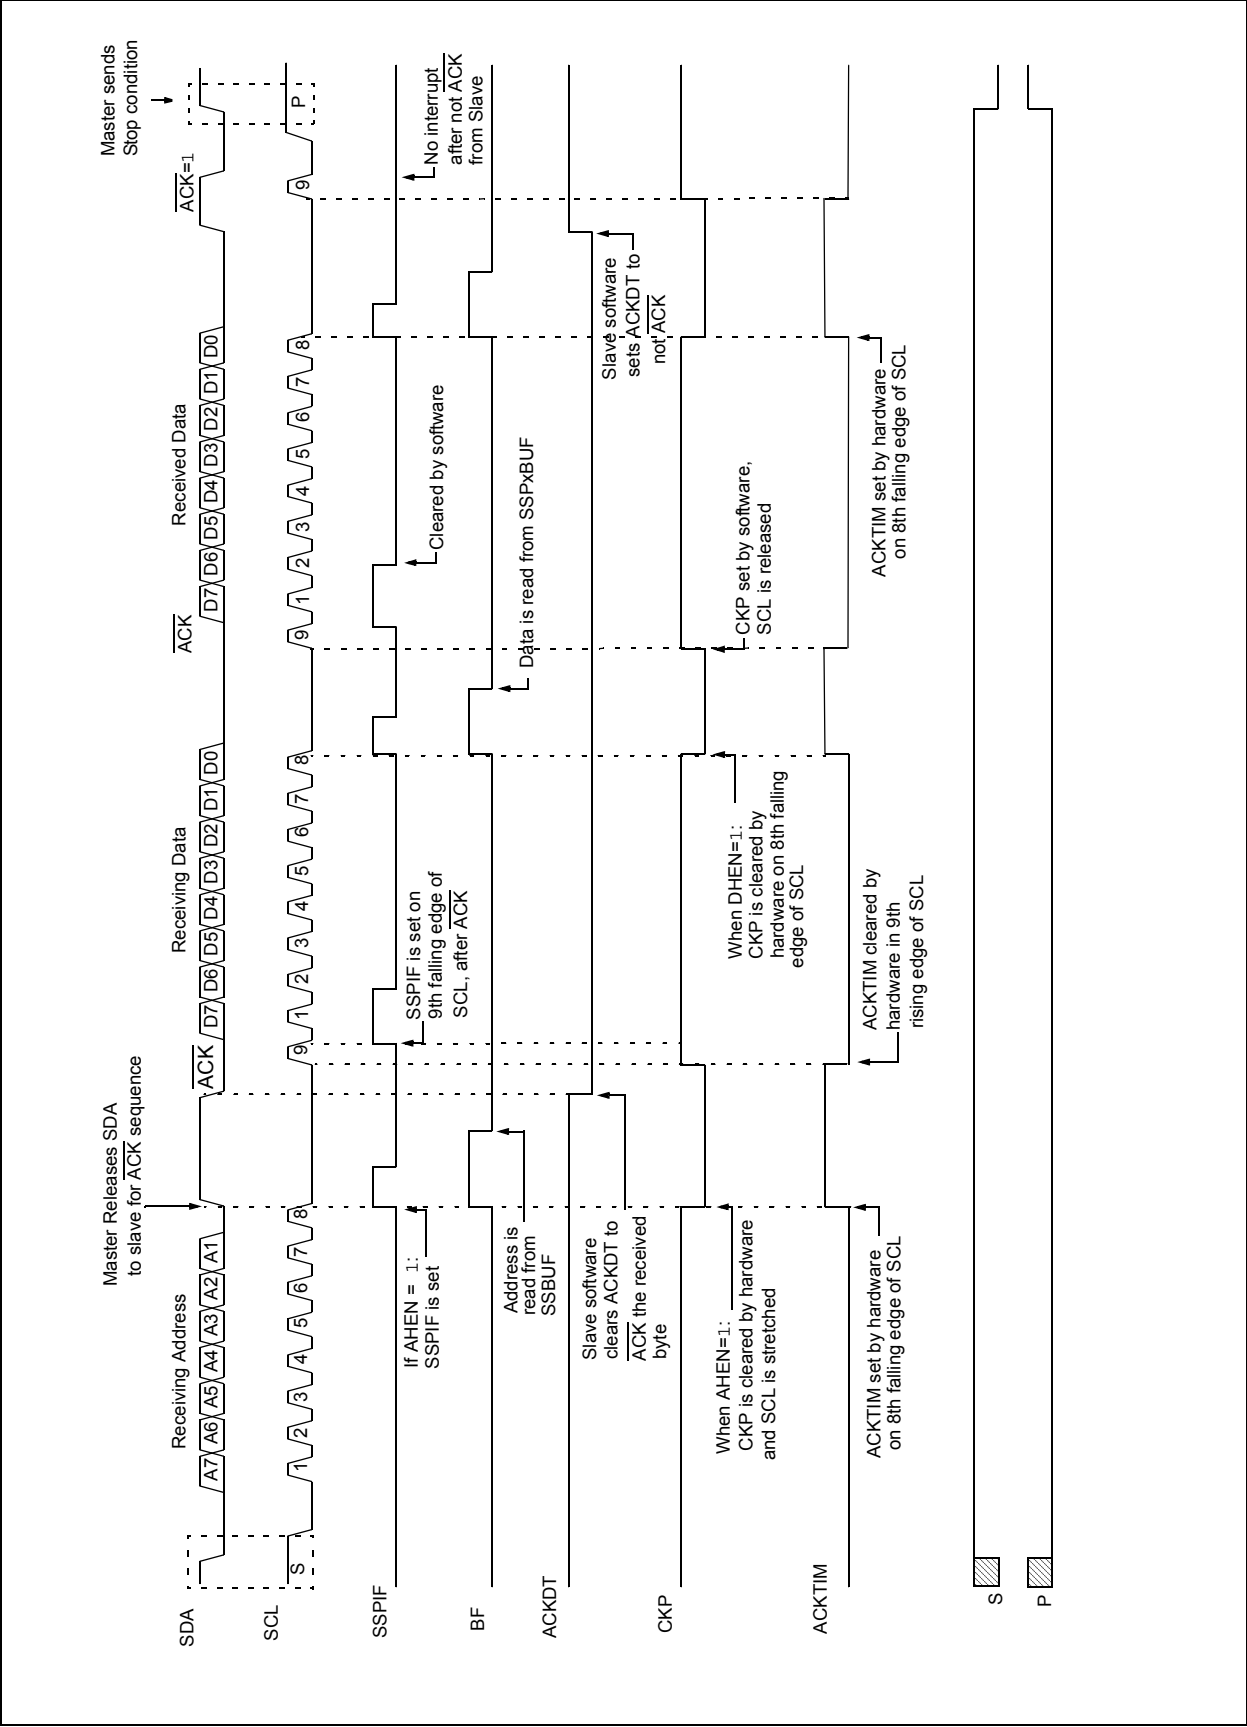 Master Releases SDA
to slave for ACK sequence
Master sends
Stop condition
Receiving Address
Receiving Data
Received Data
ACK
ACK
ACK=1
SDA
A7 A6 A5 A4 A3 A2 A1
D7 D6 D5 D4 D3 D2 D1 D0
D7 D6 D5 D4 D3 D2 D1 D0
SCL
S
1 2 3 4 5 6 7 8
9
1 2 3 4 5 6 7 8
9
1 2 3 4 5 6 7 8
9
P
SSPIF
If AHEN = 1:
SSPIF is set
SSPIF is set on
9th falling edge of
SCL, after ACK
Cleared by software
No interrupt
after not ACK
from Slave
BF
Address is
read from
SSBUF
Data is read from SSPxBUF
ACKDT
Slave software
clears ACKDT to
ACK the received
byte
Slave software
sets ACKDT to
not ACK
CKP
When AHEN=1:
CKP is cleared by hardware
and SCL is stretched
When DHEN=1:
CKP is cleared by
hardware on 8th falling
edge of SCL
CKP set by software,
SCL is released
ACKTIM
ACKTIM set by hardware
on 8th falling edge of SCL
ACKTIM cleared by
hardware in 9th
rising edge of SCL
ACKTIM set by hardware
on 8th falling edge of SCL
S
P